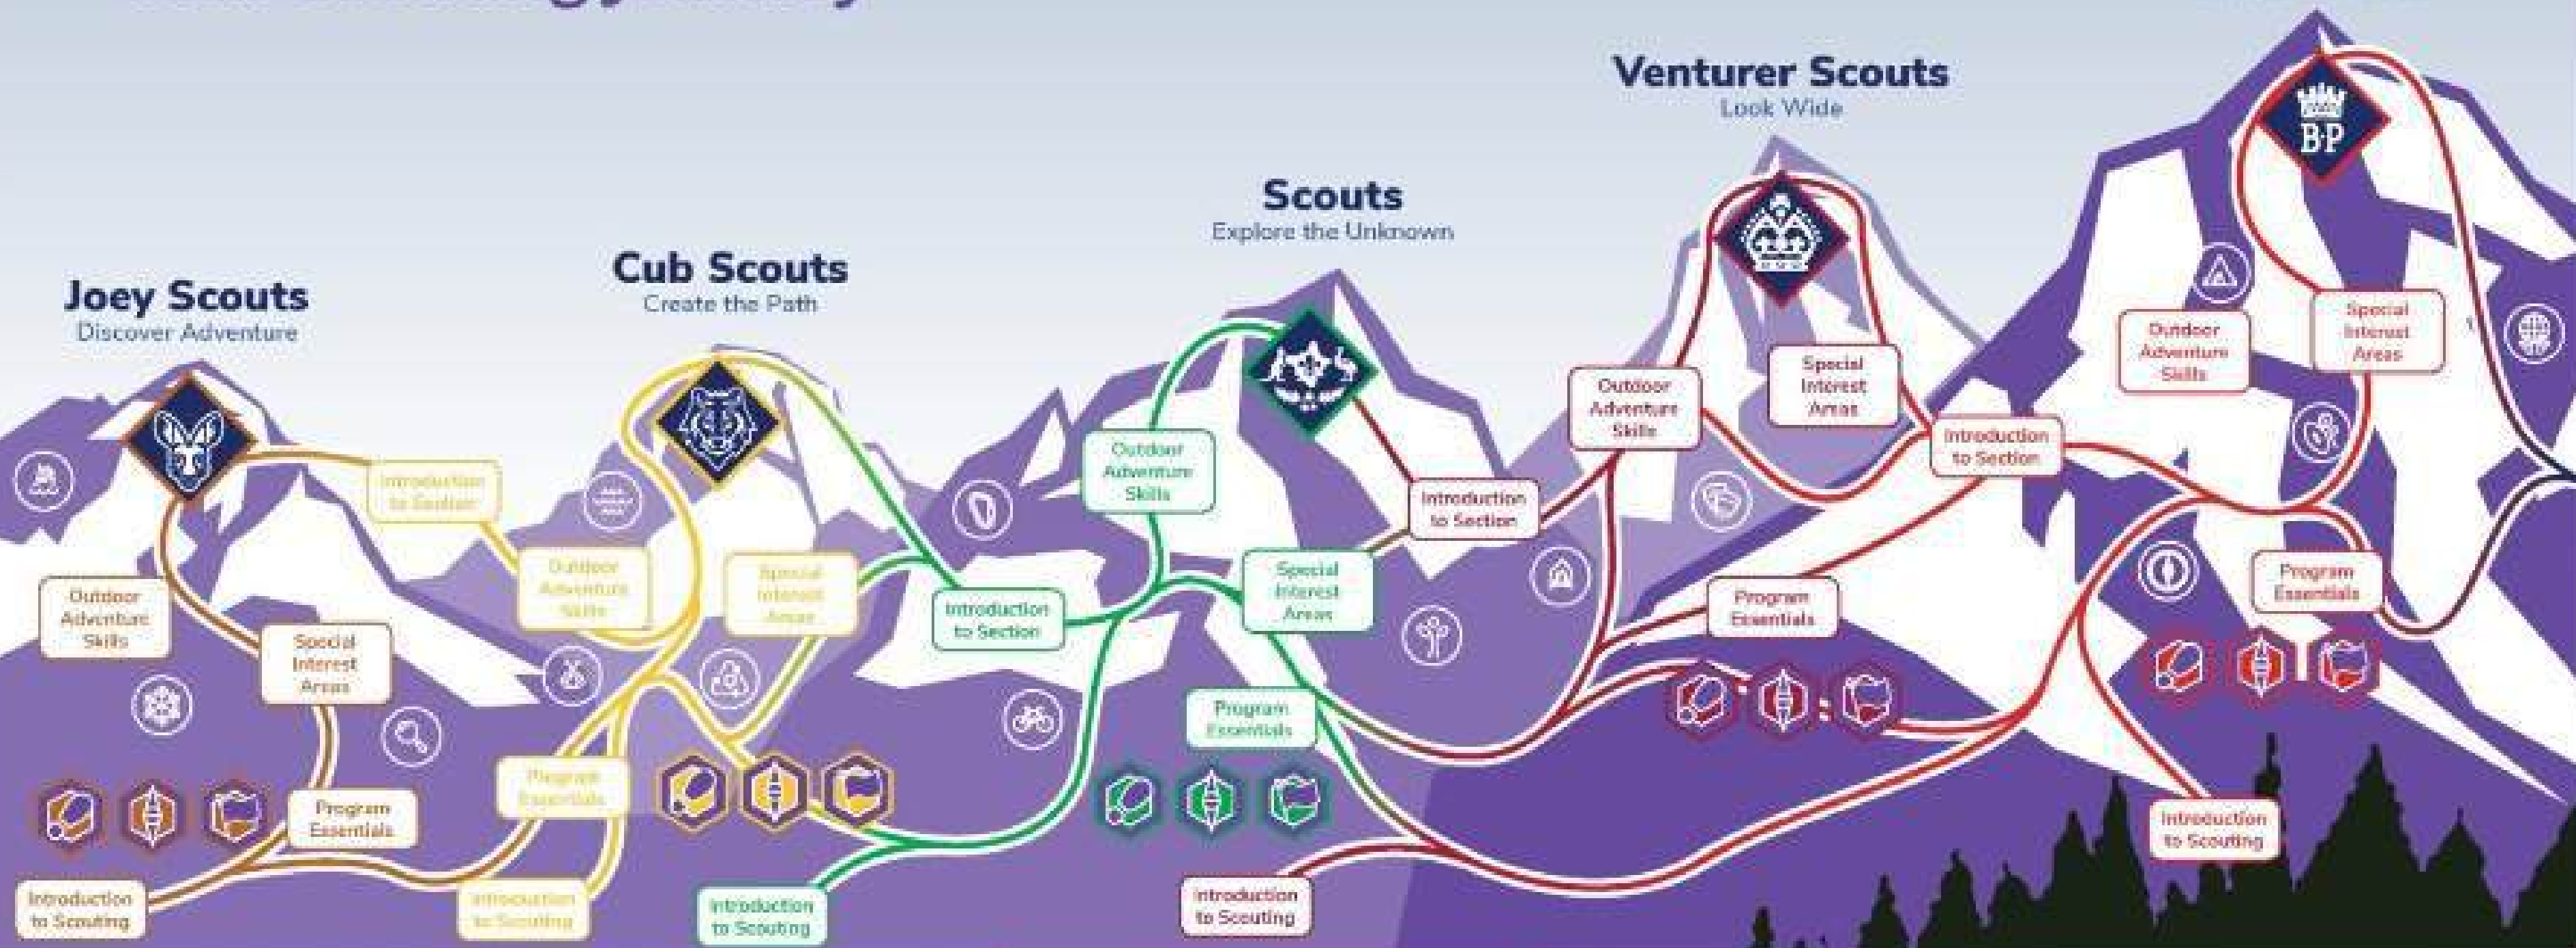 Joey Scouts
Discover Adventure
Outdoor
Adventure
Skills
Special
Interest
Areas
Program
Essentials
Introduction
to Scouting
Cub Scouts
Create the Path
Introduction
to Section
Outdoor
Adventure
Skills
Special
Interest
Areas
Program
Essentials
Introduction
to Scouting
Scouts
Explore the Unknown
Outdoor
Adventure
Skills
Introduction
to Section
Special
Interest
Areas
Program
Essentials
Introduction
to Scouting
Venturer Scouts
Look Wide
Outdoor
Adventure
Skills
Special
Interest
Areas
Introduction
to Section
Program
Essentials
Introduction
to Scouting
B·P
Outdoor
Adventure
Skills
Special
Interest
Areas
Introduction
to Section
Program
Essentials
Introduction
to Scouting